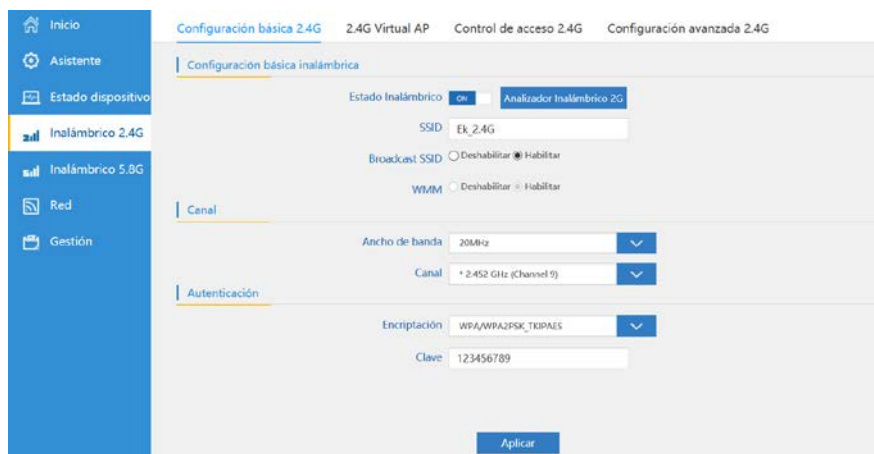 Inicio
Asistente
Estado dispositivo
Inalámbrico 2.4G
Inalámbrico 5.8G
Red
Gestión
Configuración básica 2.4G 2.4G Virtual AP Control de acceso 2.4G Configuración avanzada 2.4G
Configuración básica inalámbrica
Estado Inalámbrico ON Analizador Inalámbrico 2G
SSID Ek_2.4G
Broadcast SSID Deshabilitar Habilitar
WMM Deshabilitar Habilitar
Canal
Ancho de banda 20MHz
Canal * 2.452 GHz (Channel 9)
Autenticación
Encriptación WPA/WPA2PSK_TKIPAES
Clave 123456789
Aplicar